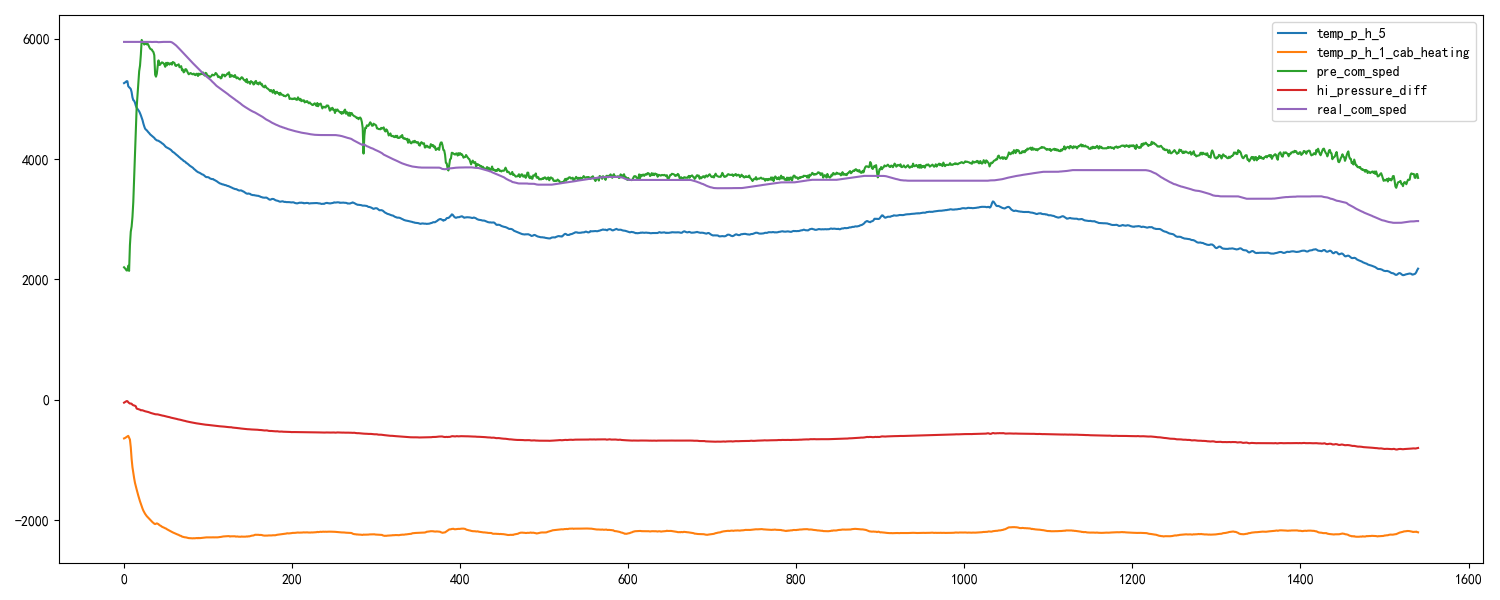 temp_p_h_5
temp_p_h_1_cab_heating
pre_com_sped
hi_pressure_diff
real_com_sped
6000
4000
2000
0
−2000
0 200 400 600 800 1000 1200 1400 1600